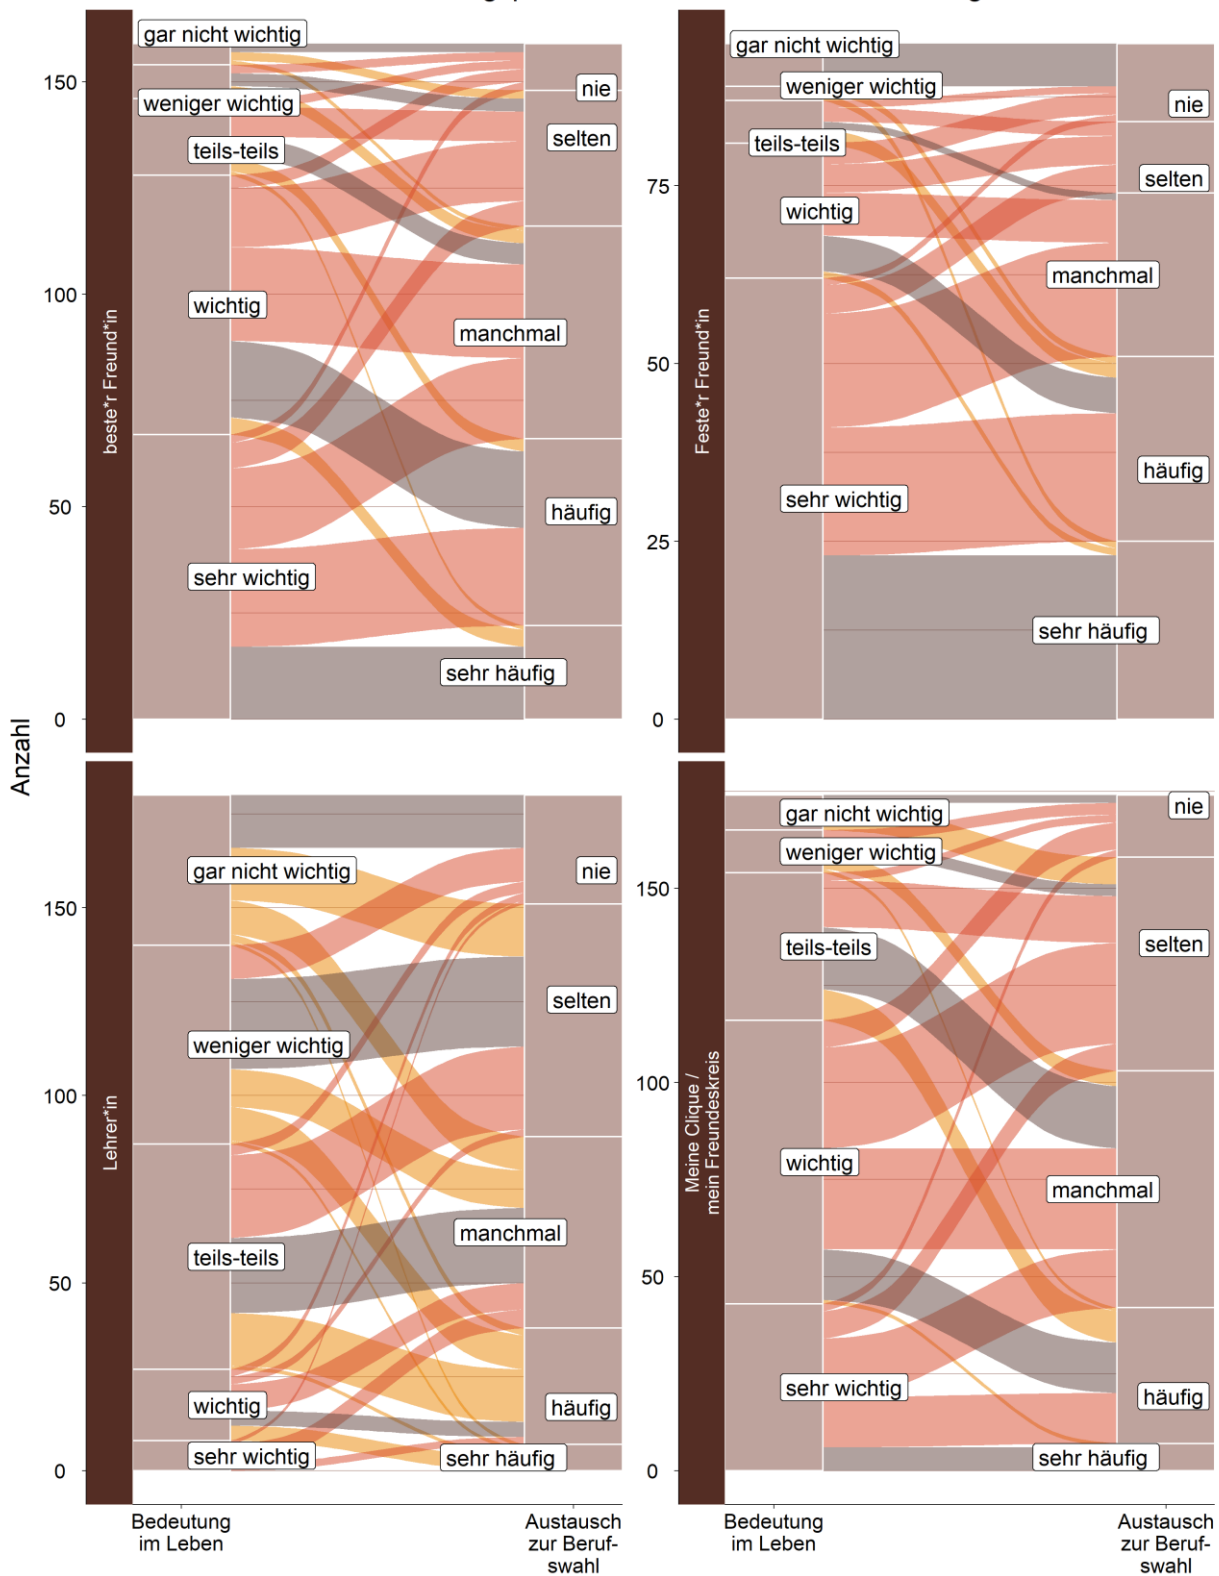 gar nicht wichtig
weniger wichtig
teils-teils
wichtig
sehr wichtig
nie
selten
manchmal
häufig
sehr häufig
150
100
50
0
beste*r Freund*in
gar nicht wichtig
weniger wichtig
teils-teils
wichtig
sehr wichtig
nie
selten
manchmal
häufig
sehr häufig
75
50
25
0
Feste*r Freund*in
Anzahl
gar nicht wichtig
weniger wichtig
teils-teils
wichtig
sehr wichtig
nie
selten
manchmal
häufig
sehr häufig
150
100
50
0
Lehrer*in
gar nicht wichtig
weniger wichtig
teils-teils
wichtig
sehr wichtig
nie
selten
manchmal
häufig
sehr häufig
150
100
50
0
Meine Clique /
mein Freundeskreis
Bedeutung
im Leben
Austausch
zur Beruf-
swahl
Bedeutung
im Leben
Austausch
zur Beruf-
swahl